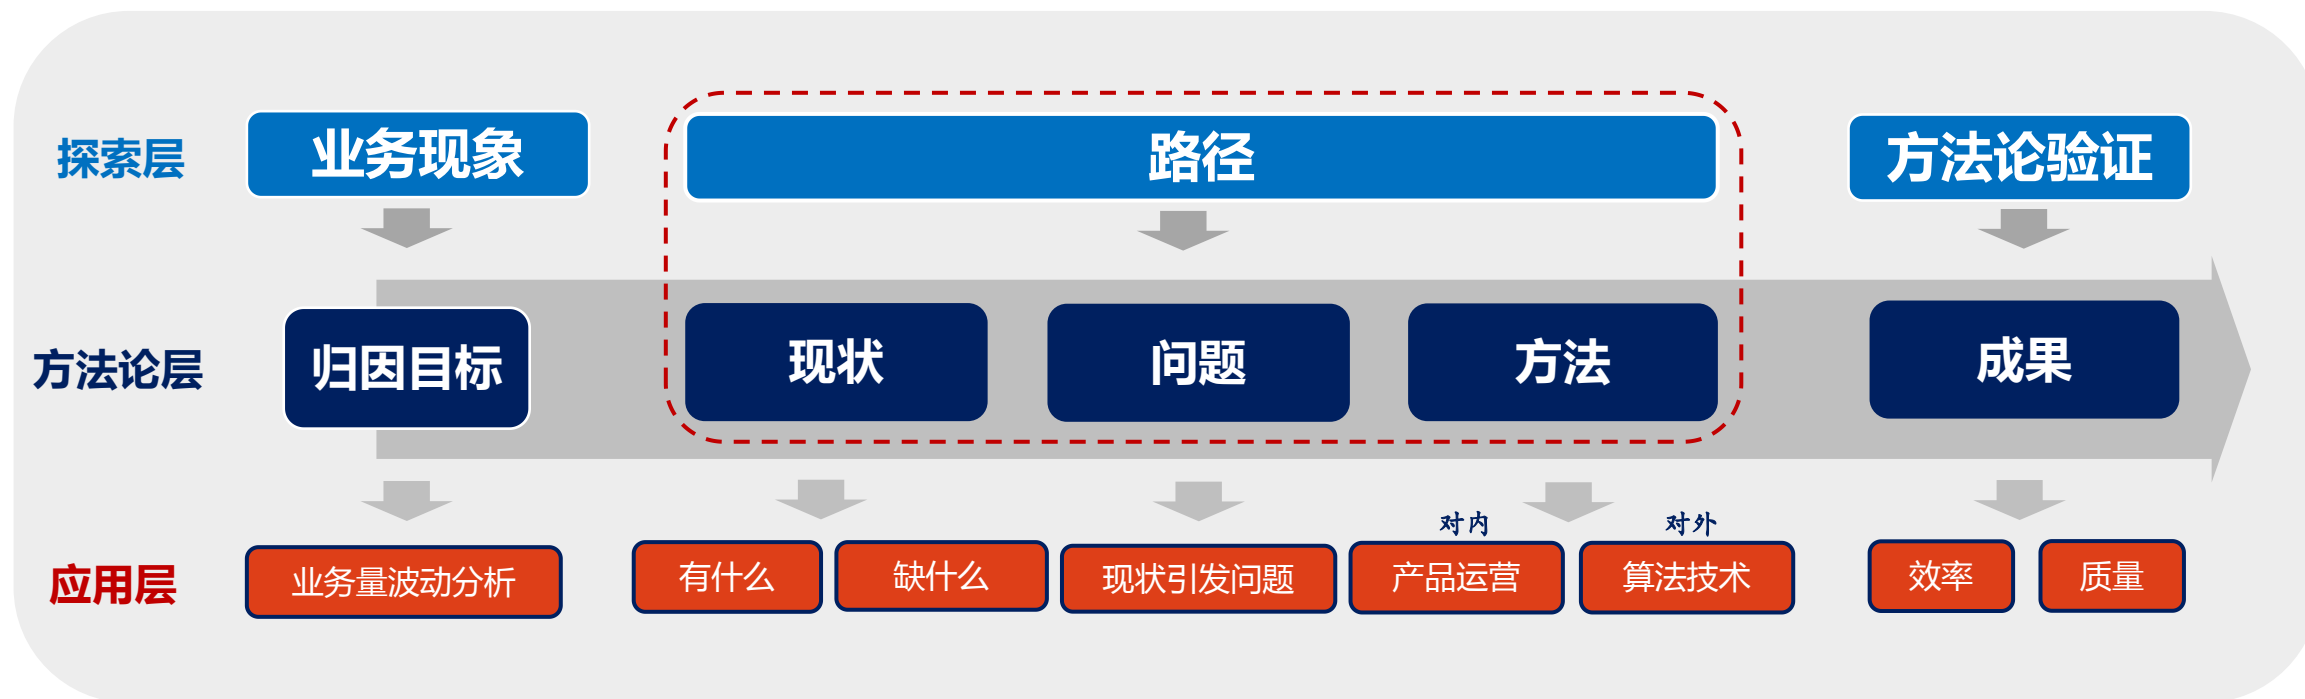 探索层
业务现象
路径
方法论验证
方法论层
归因目标
现状
问题
方法
成果
对内
对外
应用层
业务量波动分析
有什么
缺什么
现状引发问题
产品运营
算法技术
效率
质量